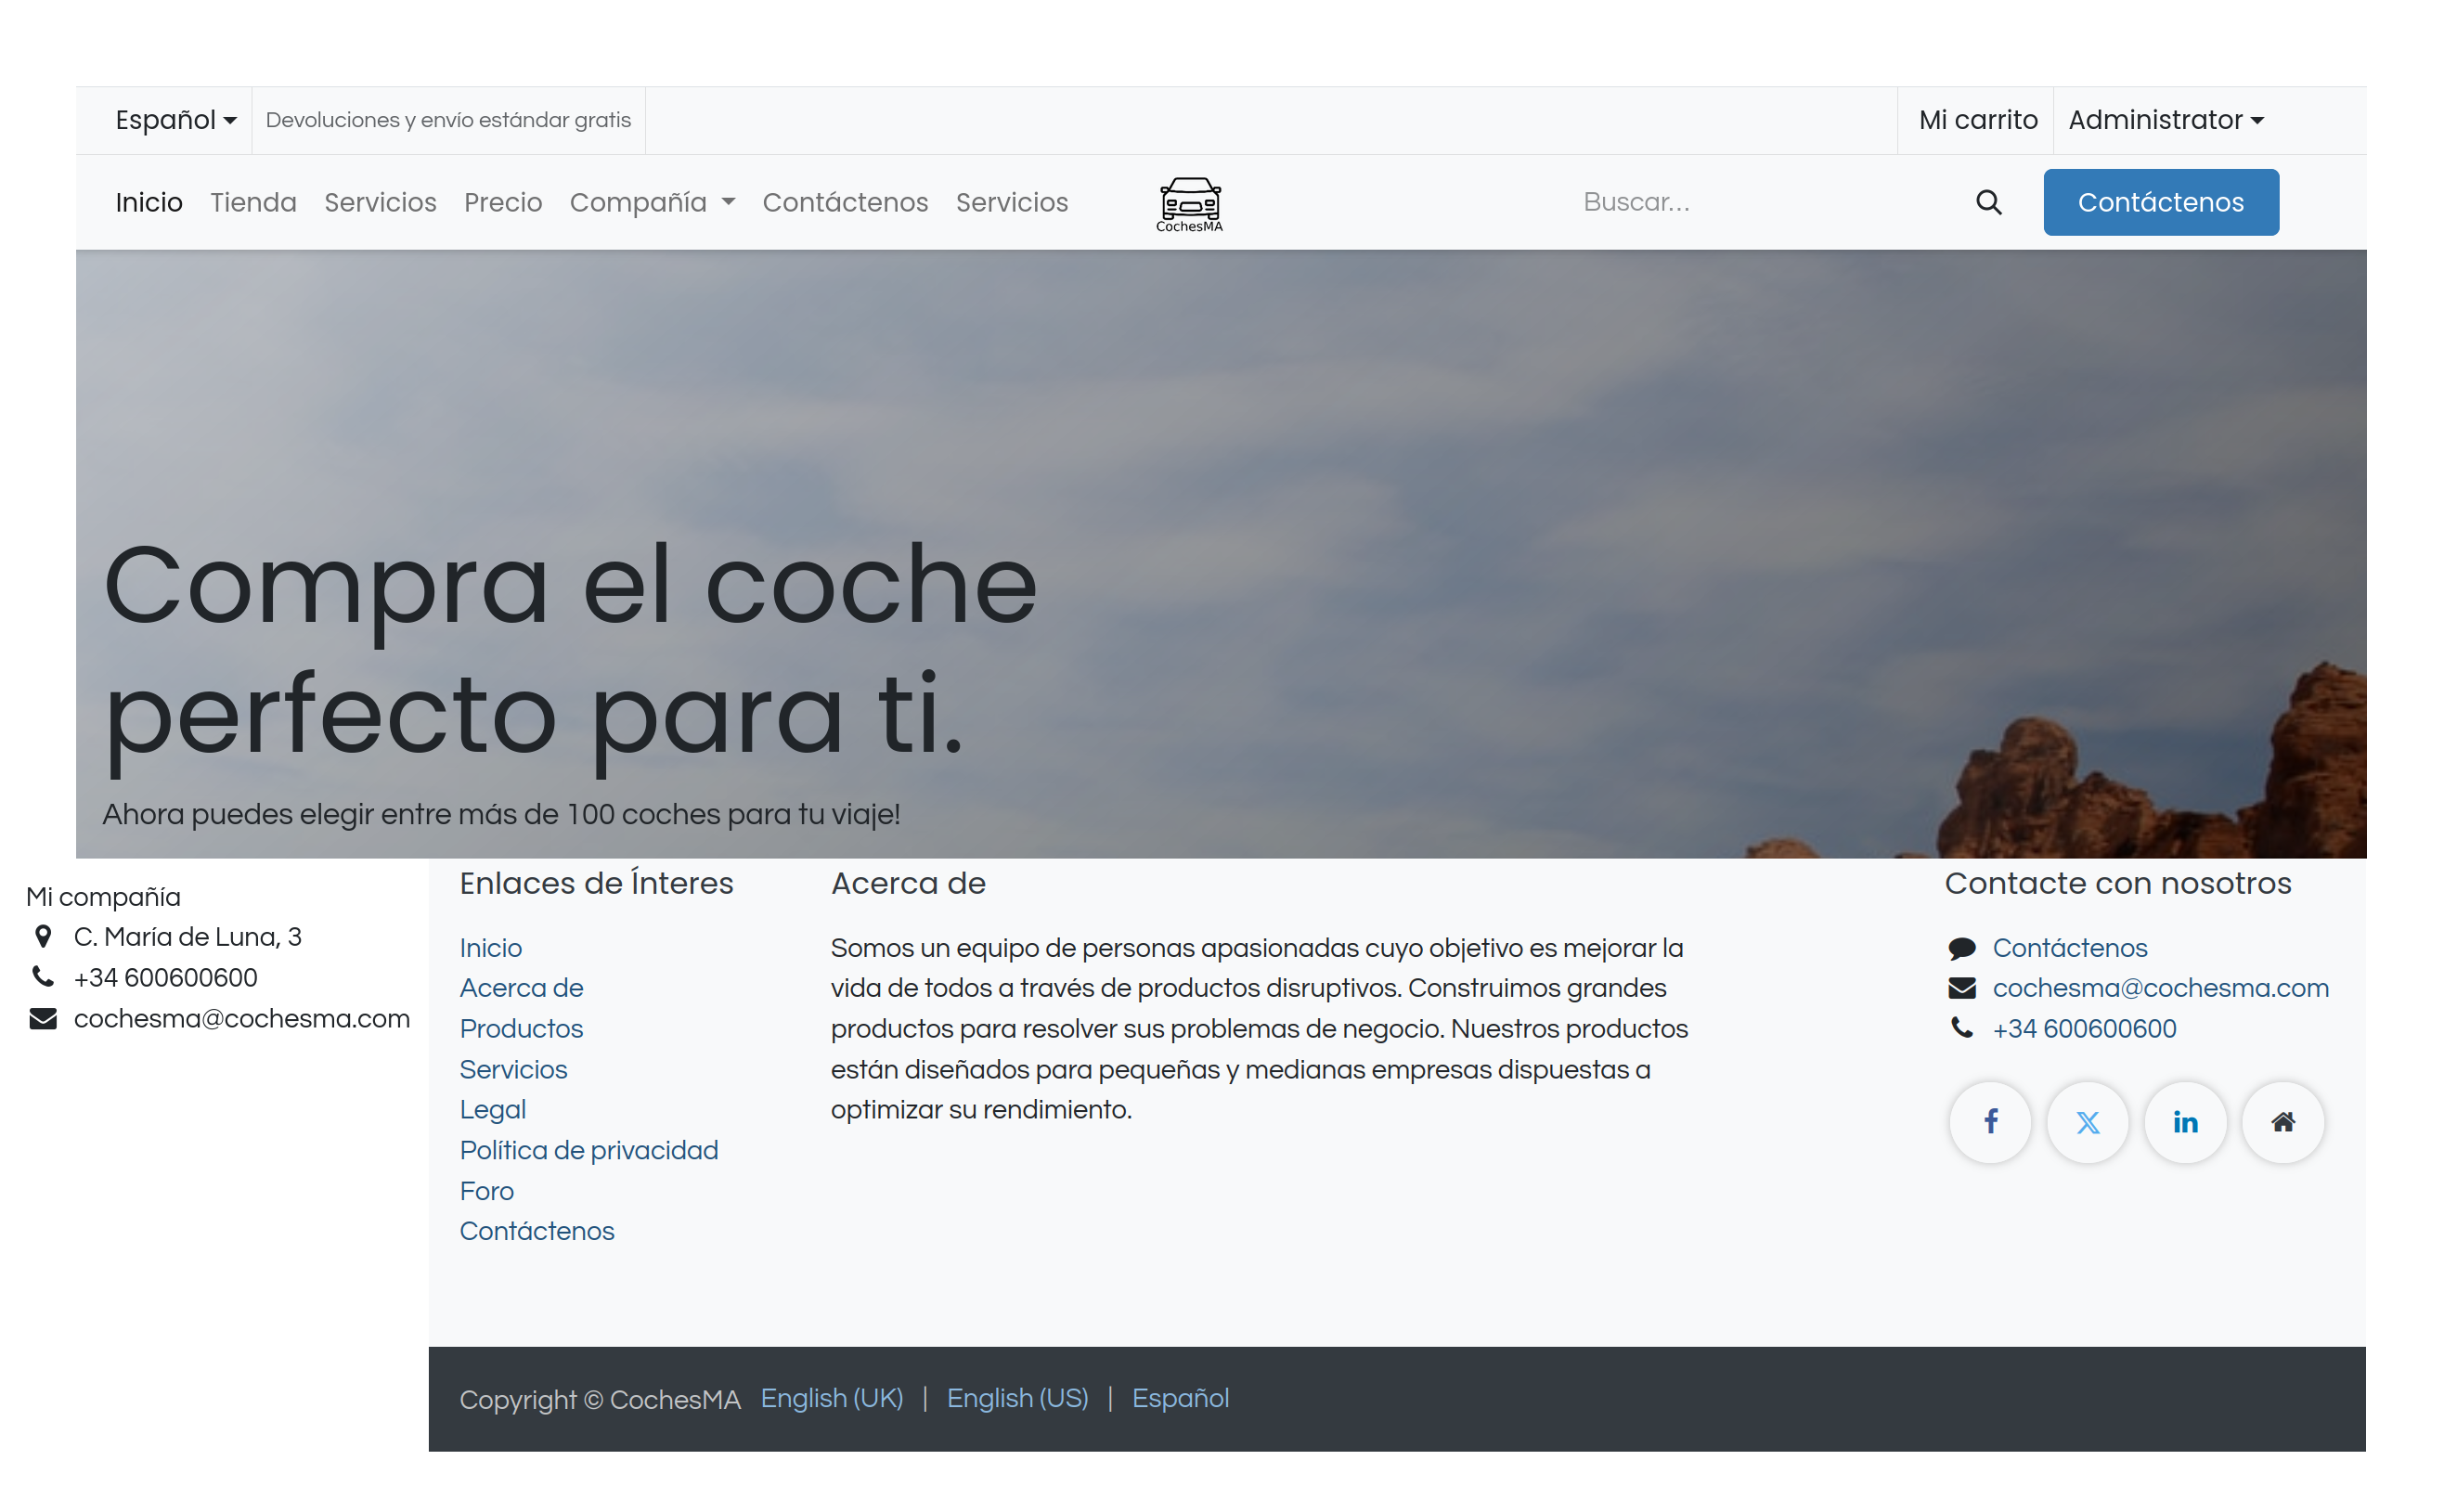 Español
Devoluciones y envío estándar gratis
Mi carrito
Administrator
Inicio
Tienda
Servicios
Precio
Compañía
Contáctenos
Servicios
CochesMA
Buscar...
Contáctenos
Compra el coche
perfecto para ti.
Ahora puedes elegir entre más de 100 coches para tu viaje!
Mi compañía
C. María de Luna, 3
+34 600600600
cochesma@cochesma.com
Enlaces de Ínteres
Inicio
Acerca de
Productos
Servicios
Legal
Política de privacidad
Foro
Contáctenos
Acerca de
Somos un equipo de personas apasionadas cuyo objetivo es mejorar la
vida de todos a través de productos disruptivos. Construimos grandes
productos para resolver sus problemas de negocio. Nuestros productos
están diseñados para pequeñas y medianas empresas dispuestas a
optimizar su rendimiento.
Contacte con nosotros
Contáctenos
cochesma@cochesma.com
+34 600600600
Copyright © CochesMA English (UK) | English (US) | Español